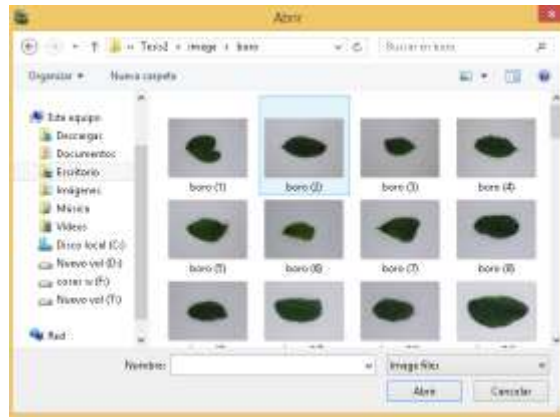 Abrir
Tesis2 image boro
Buscar en boro
Organizar Nueva carpeta
Este equipo
Descargas
Documentos
Escritorio
Imágenes
Música
Vídeos
Disco local (C:)
Nuevo vol (D:)
(F:)
Nuevo vol (T:)
Red
boro (1) boro (2) boro (3) boro (4)
boro (5) boro (6) boro (7) boro (8)
Nombre:
Image files
Abrir Cancelar